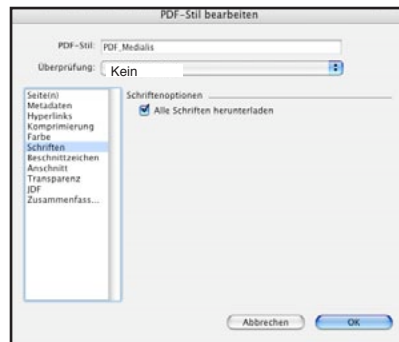 PDF-Stil bearbeiten
PDF-Stil: PDF_Medialis
Überprüfung: Kein
Seite(n)
Metadaten
Hyperlinks
Komprimierung
Farbe
Schriften
Beschnittzeichen
Anschnitt
Transparenz
JDF
Zusammenfass...
Schriftenoptionen
Alle Schriften herunterladen
Abbrechen
OK